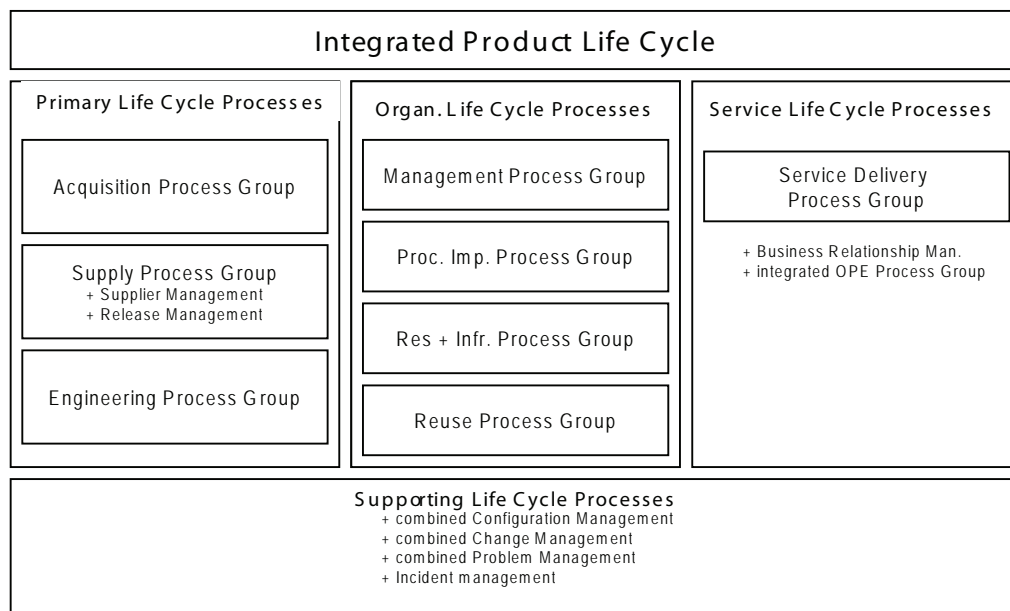 Integrated Product Life Cycle
Primary Life Cycle Processes
Acquisition Process Group
Supply Process Group
+ Supplier Management
+ Release Management
Engineering Process Group
Organ. Life Cycle Processes
Management Process Group
Proc. Imp. Process Group
Res + Infr. Process Group
Reuse Process Group
Service Life Cycle Processes
Service Delivery
Process Group
+ Business Relationship Man.
+ integrated OPE Process Group
Supporting Life Cycle Processes
+ combined Configuration Management
+ combined Change Management
+ combined Problem Management
+ Incident management